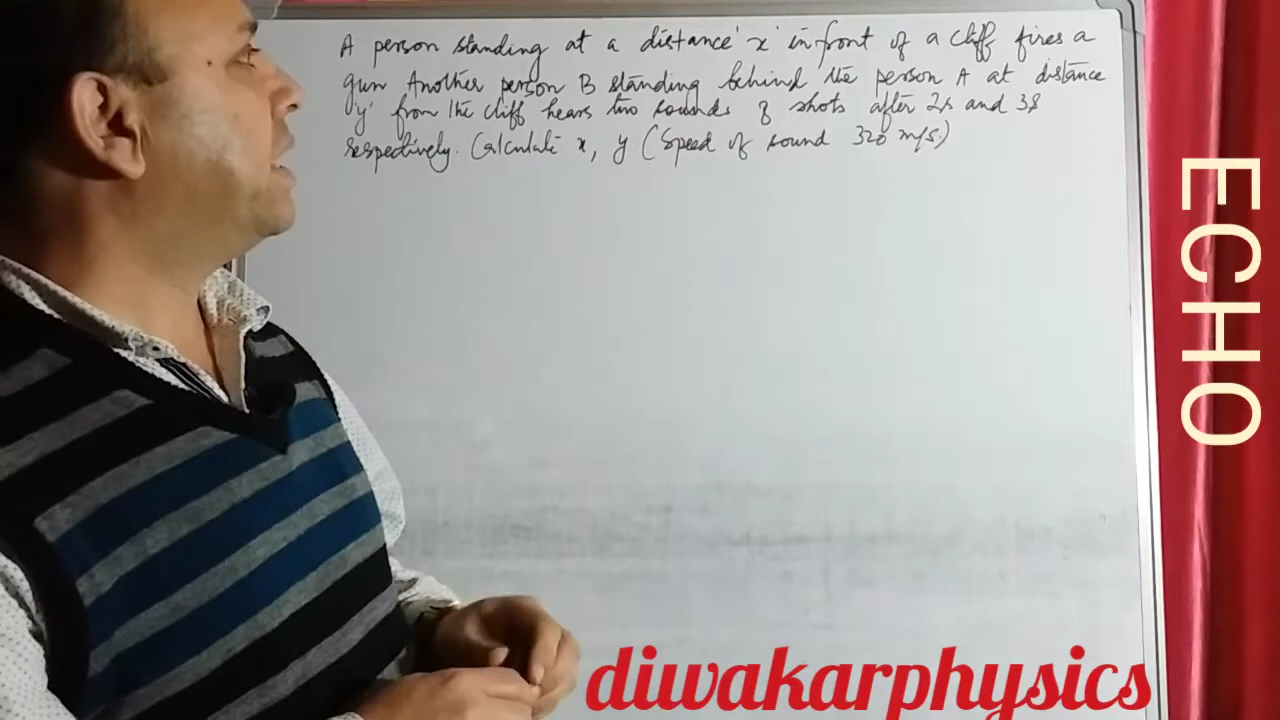 A person standing at a distance 'x' in front of a cliff fires a
gun Another person B standing behind the person A at distance
'y' from the cliff hears two sounds of shots after 2s and 3s
respectively. Calculate x, y (Speed of sound 320 m/s)
ECHO
diwakarphysics